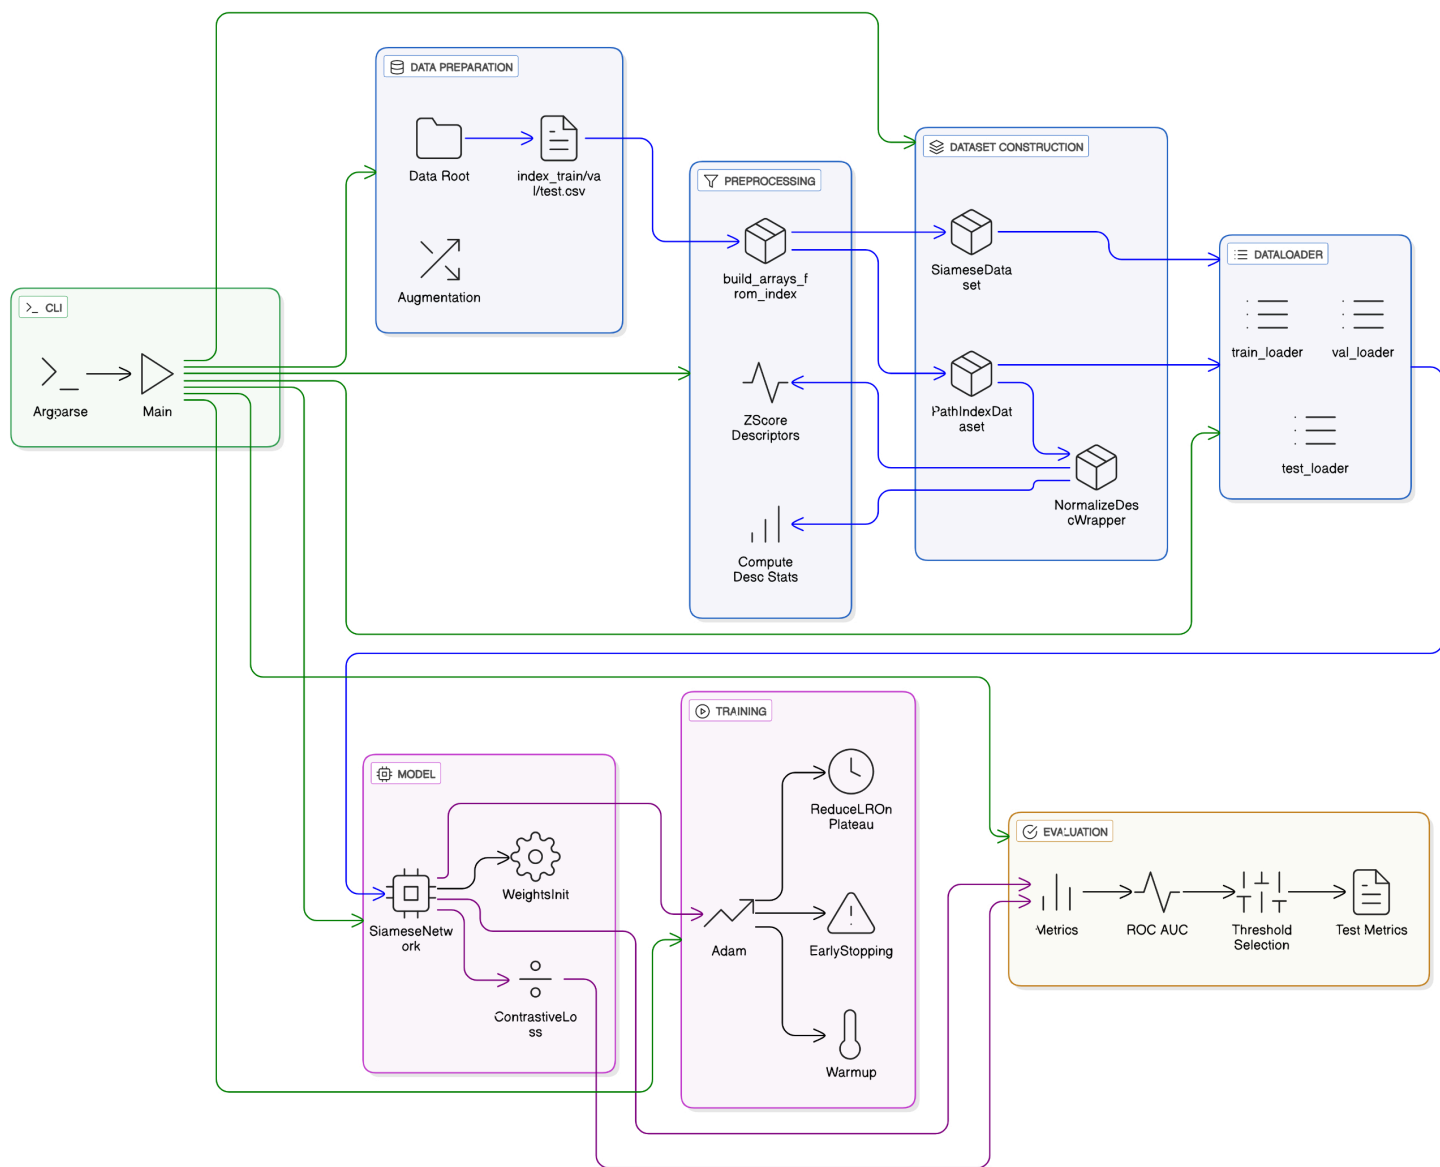 DATA PREPARATION
Data Root
index_train/va
l/test.csv
Augmentation
CLI
Argparse
Main
PREPROCESSING
build_arrays_f
rom_index
ZScore
Descriptors
Compute
Desc Stats
DATASET CONSTRUCTION
SiameseData
set
PathIndexDat
aset
NormalizeDes
cWrapper
DATALOADER
train_loader
val_loader
test_loader
MODEL
SiameseNetw
ork
WeightsInit
ContrastiveLo
ss
TRAINING
Adam
ReduceLROn
Plateau
EarlyStopping
Warmup
EVALUATION
Metrics
ROC AUC
Threshold
Selection
Test Metrics